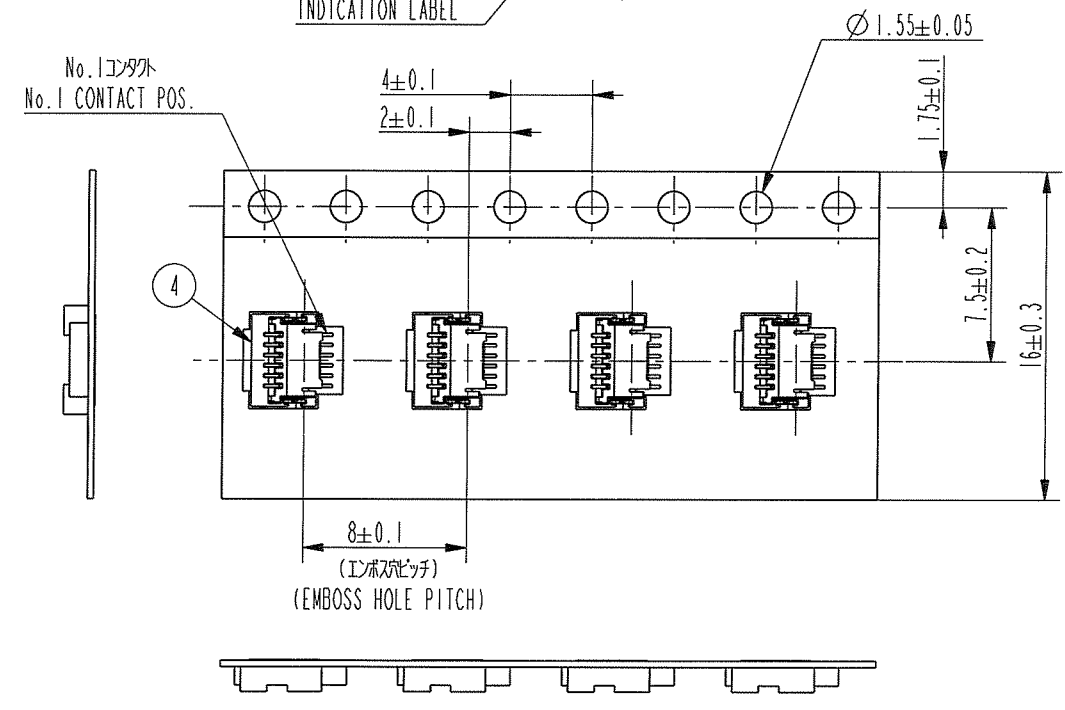 INDICATION LABEL
∅ 1.55±0.05
No.1コンタクト
No.1 CONTACT POS.
4±0.1
2±0.1
1.75±0.1
4
7.5±0.2
16±0.3
8±0.1
(エンボス穴ピッチ)
(EMBOSS HOLE PITCH)